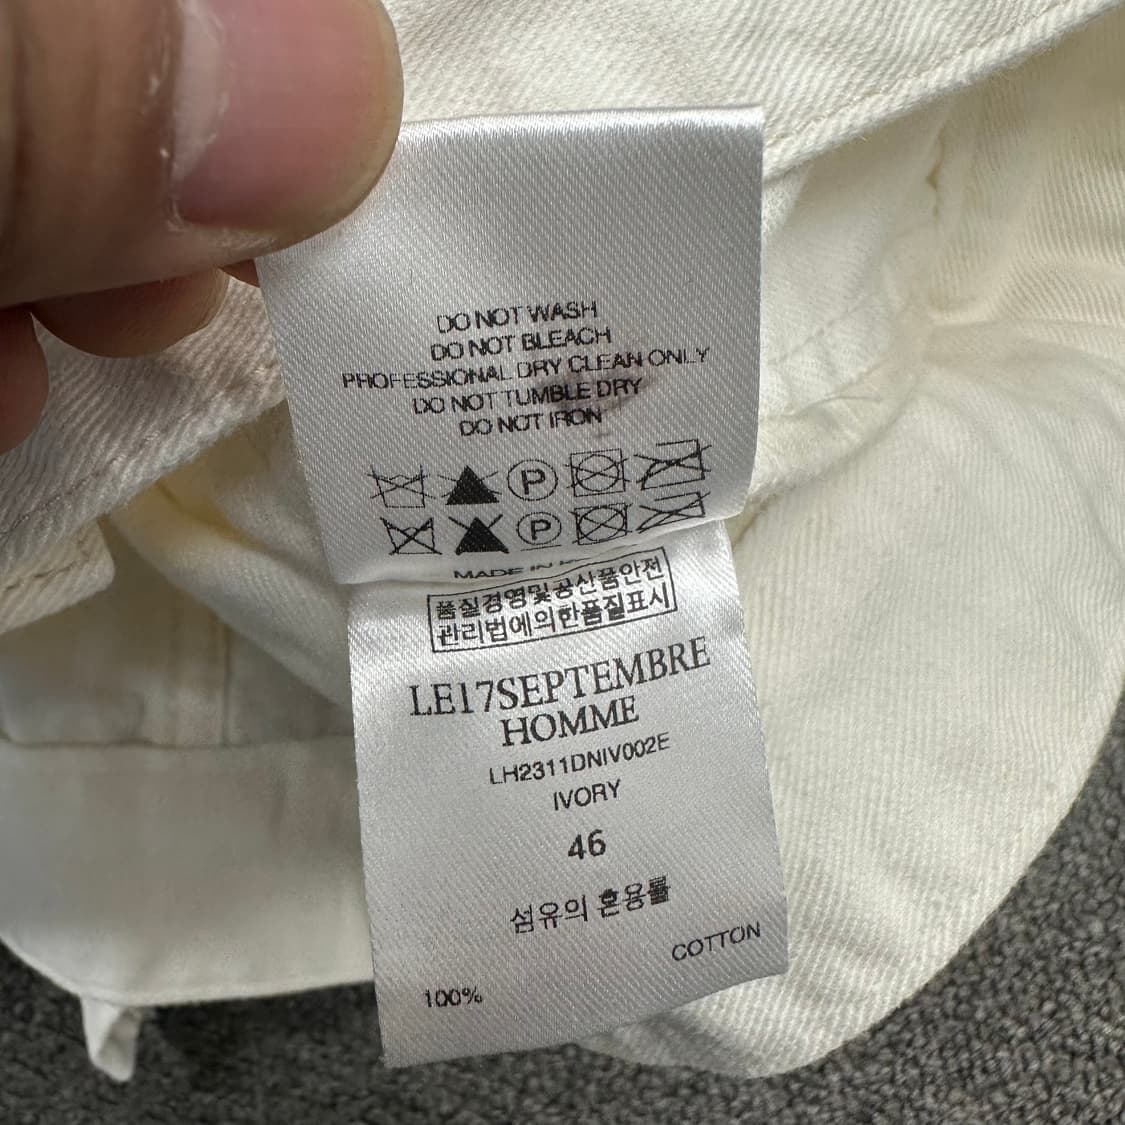 DO NOT WASH
DO NOT BLEACH
PROFESSIONAL DRY CLEAN ONLY
DO NOT TUMBLE DRY
DO NOT IRON
P
P
MADE IN
품질경영및공산품안전
관리법에의한품질표시
LE17SEPTEMBRE
HOMME
LH2311DNIV002E
IVORY
46
섬유의 혼용률
COTTON
100%